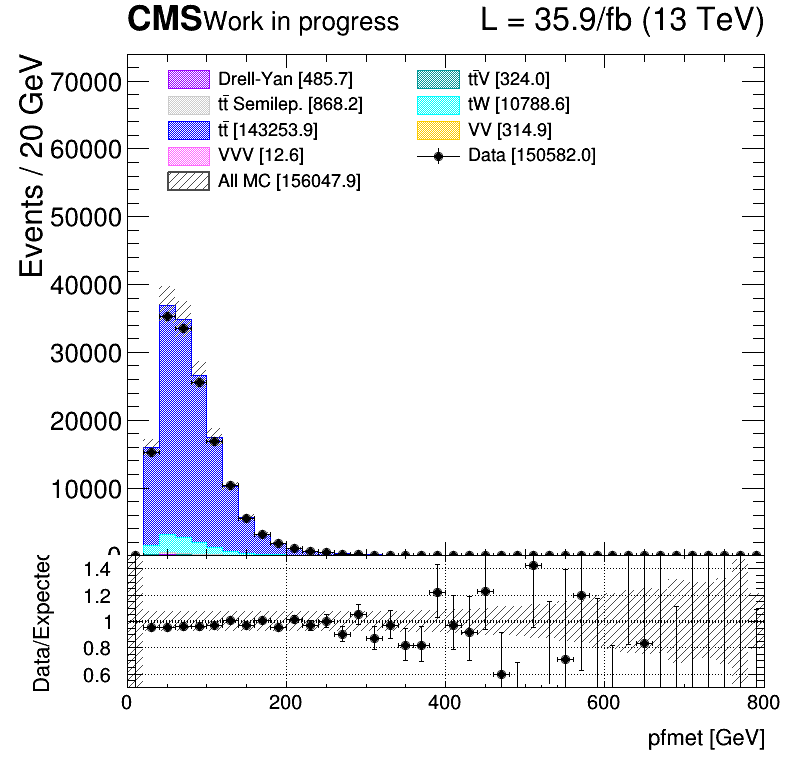 CMS Work in progress L = 35.9/fb (13 TeV)
Events / 20 GeV
70000
60000
50000
40000
30000
20000
10000
0
Drell-Yan [485.7]
tt̄ Semilep. [868.2]
tt̄ [143253.9]
VVV [12.6]
All MC [156047.9]
tt̄V [324.0]
tW [10788.6]
VV [314.9]
Data [150582.0]
Data/Expected
1.4
1.2
1
0.8
0.6
0 200 400 600 800
pfmet [GeV]